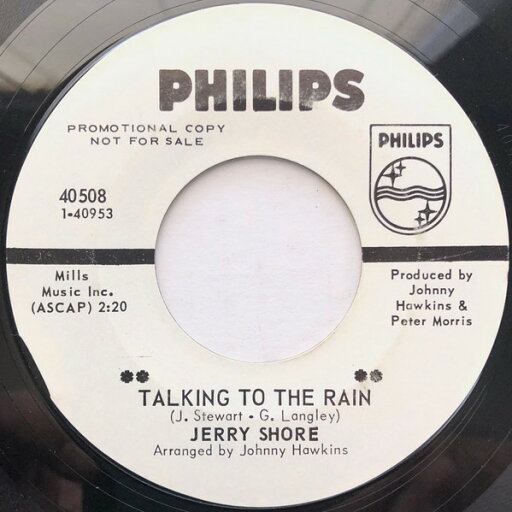 PHILIPS
PROMOTIONAL COPY
NOT FOR SALE
PHILIPS
40508
1-40953
Mills
Music Inc.
(ASCAP) 2:20
Produced by
Johnny
Hawkins &
Peter Morris
** **
TALKING TO THE RAIN
(J. Stewart • G. Langley)
JERRY SHORE
Arranged by Johnny Hawkins